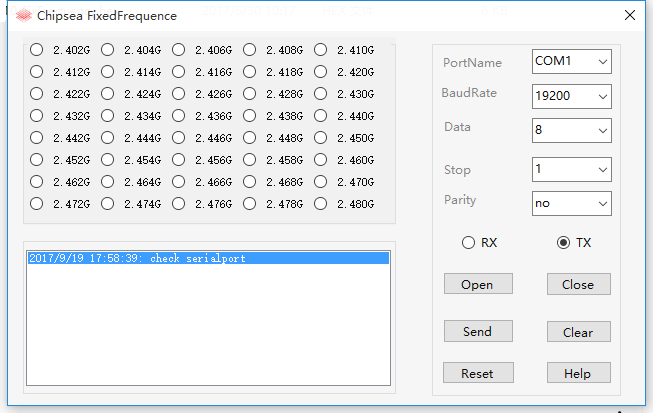 Chipsea FixedFrequence
2.402G 2.404G 2.406G 2.408G 2.410G
2.412G 2.414G 2.416G 2.418G 2.420G
2.422G 2.424G 2.426G 2.428G 2.430G
2.432G 2.434G 2.436G 2.438G 2.440G
2.442G 2.444G 2.446G 2.448G 2.450G
2.452G 2.454G 2.456G 2.458G 2.460G
2.462G 2.464G 2.466G 2.468G 2.470G
2.472G 2.474G 2.476G 2.478G 2.480G
2017/9/19 17:58:39: check serialport
PortName COM1
BaudRate 19200
Data 8
Stop 1
Parity no
RX TX
Open Close
Send Clear
Reset Help